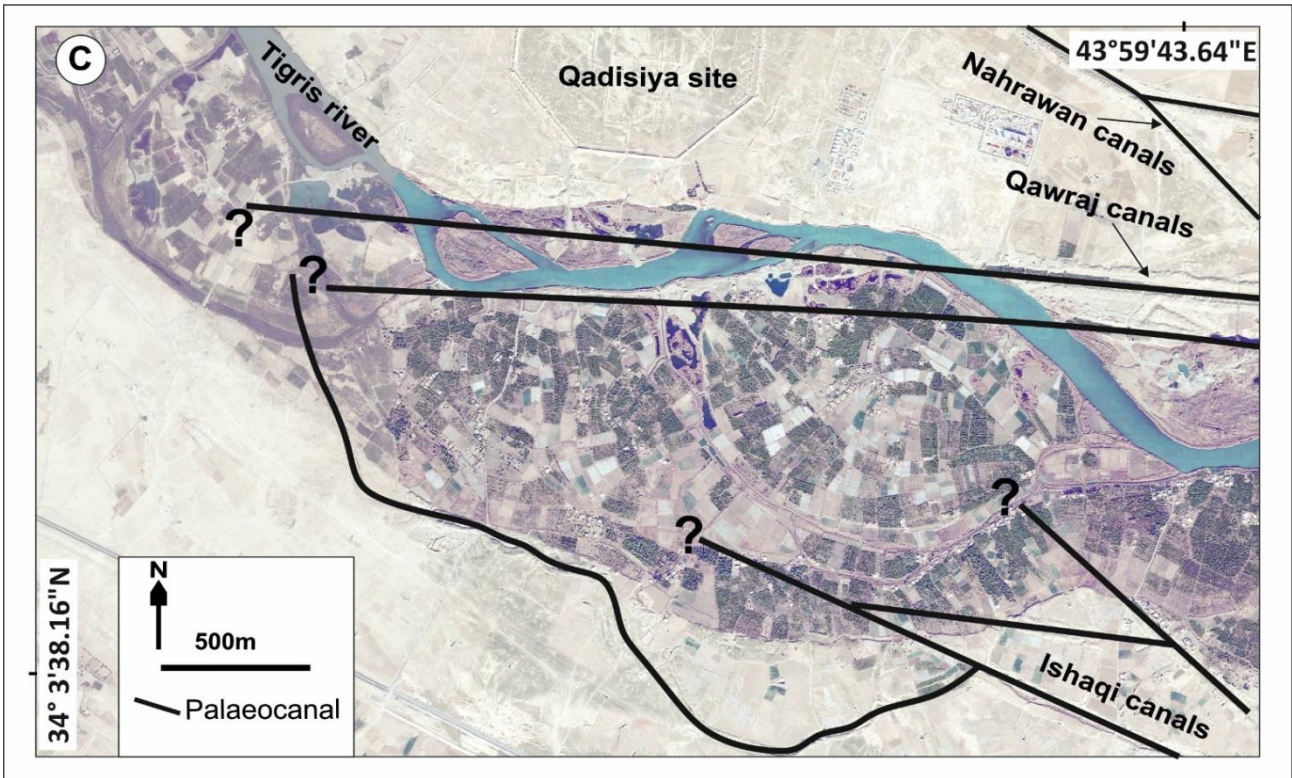 C
Tigris river
Qadisiya site
43°59'43.64"E
Nahrawan canals
Qawraj canals
?
?
?
?
Ishaqi canals
34° 3'38.16"N
N
500m
Palaeocanal